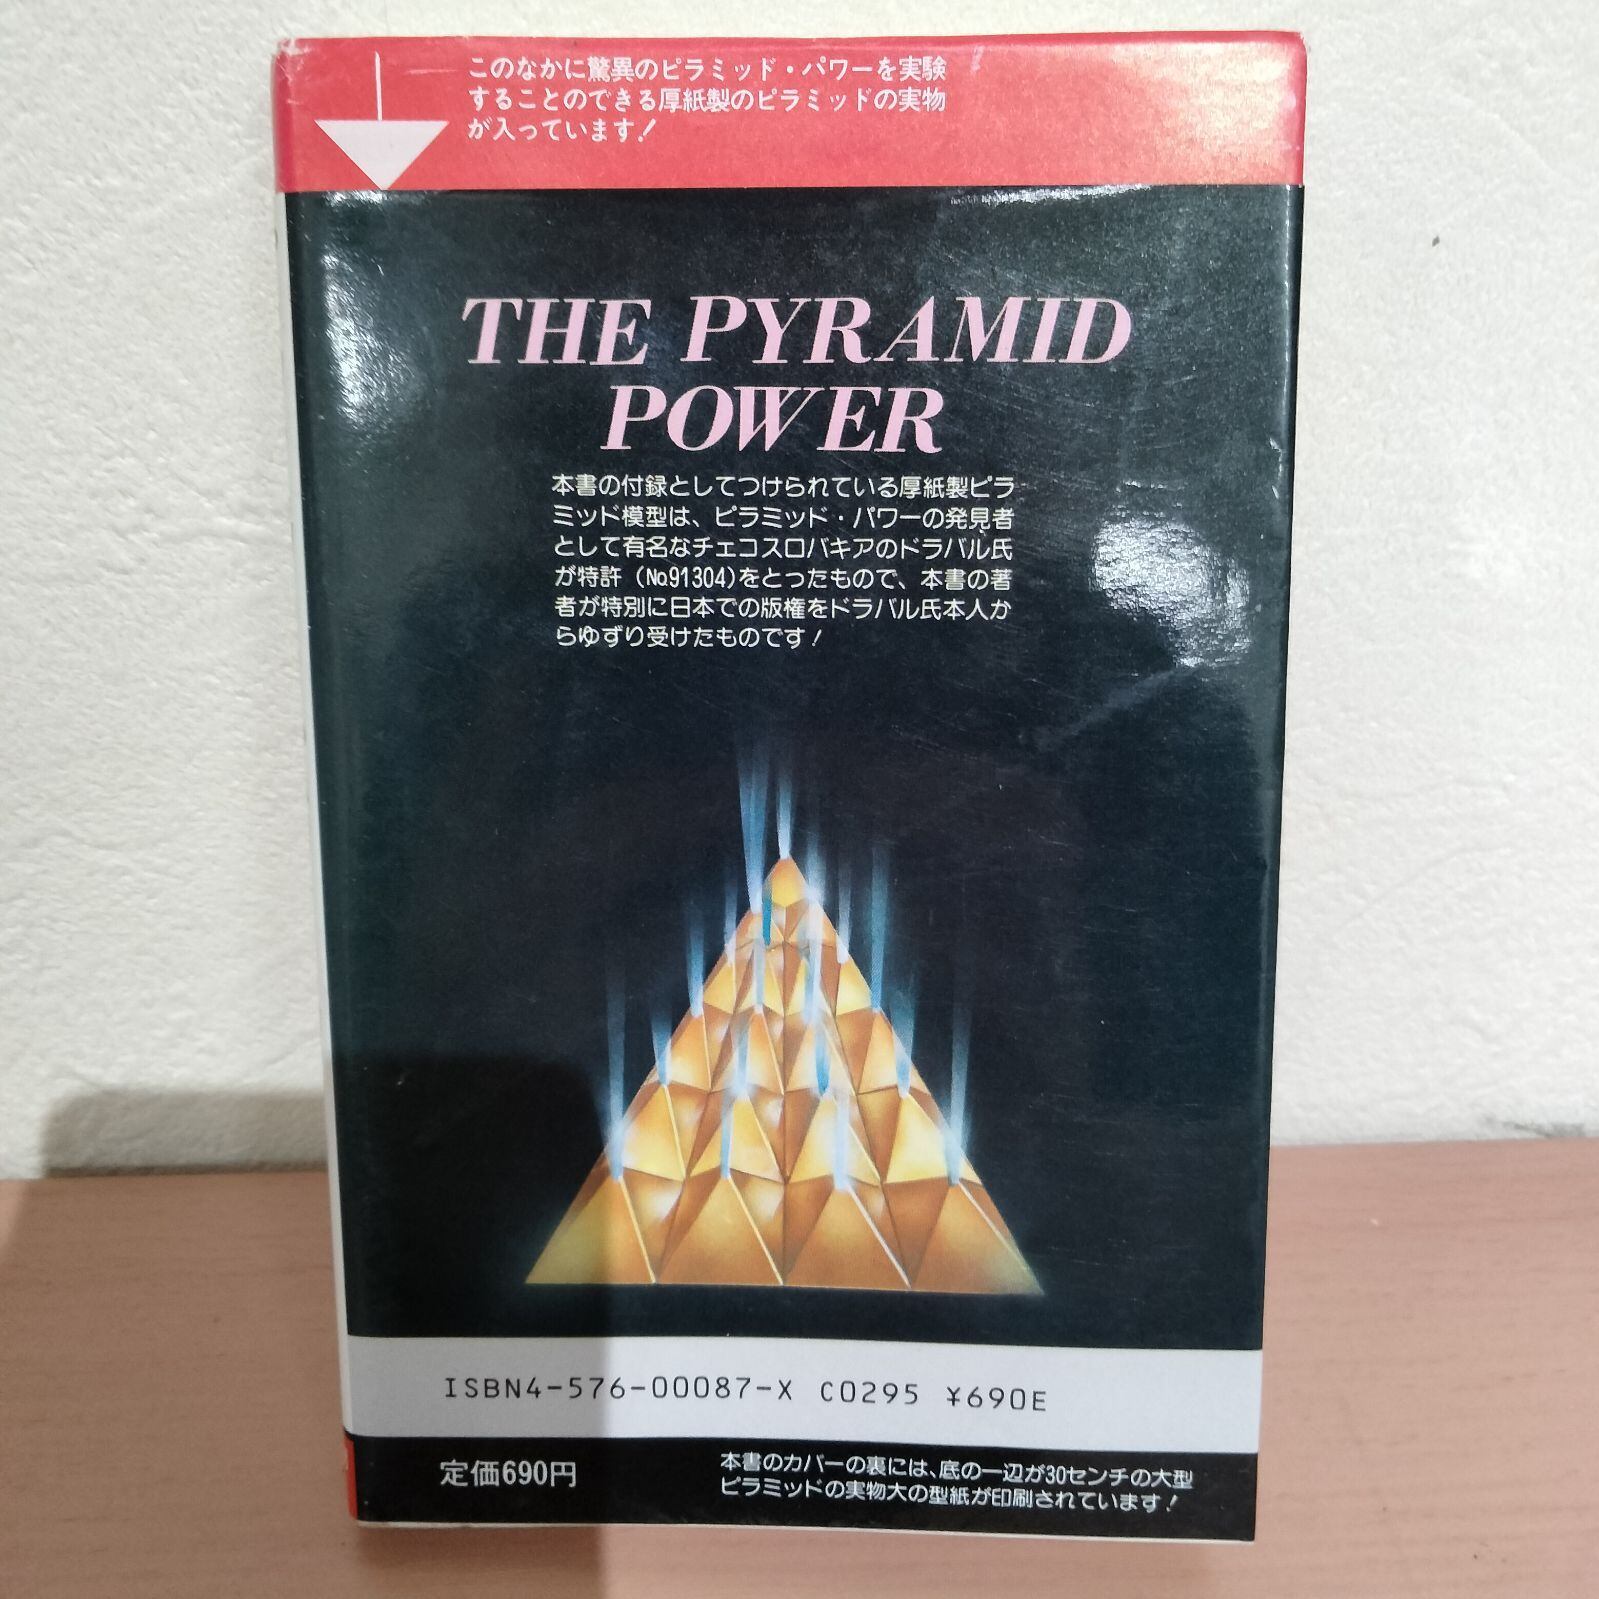 このなかに驚異のピラミッド・パワーを実験
することのできる厚紙製のピラミッドの実物
が入っています!
THE PYRAMID
POWER
本書の付録としてつけられている厚紙製ピラ
ミッド模型は、ピラミッド・パワーの発見者
として有名なチェコスロバキアのドラバル氏
が特許(No.91304)をとったもので、本書の著
者が特別に日本での版権をドラバル氏本人か
らゆずり受けたものです!
ISBN4-576-00087-X C0295 ¥690E
定価690円
本書のカバーの裏には、底の一辺が30センチの大型
ピラミッドの実物大の型紙が印刷されています!